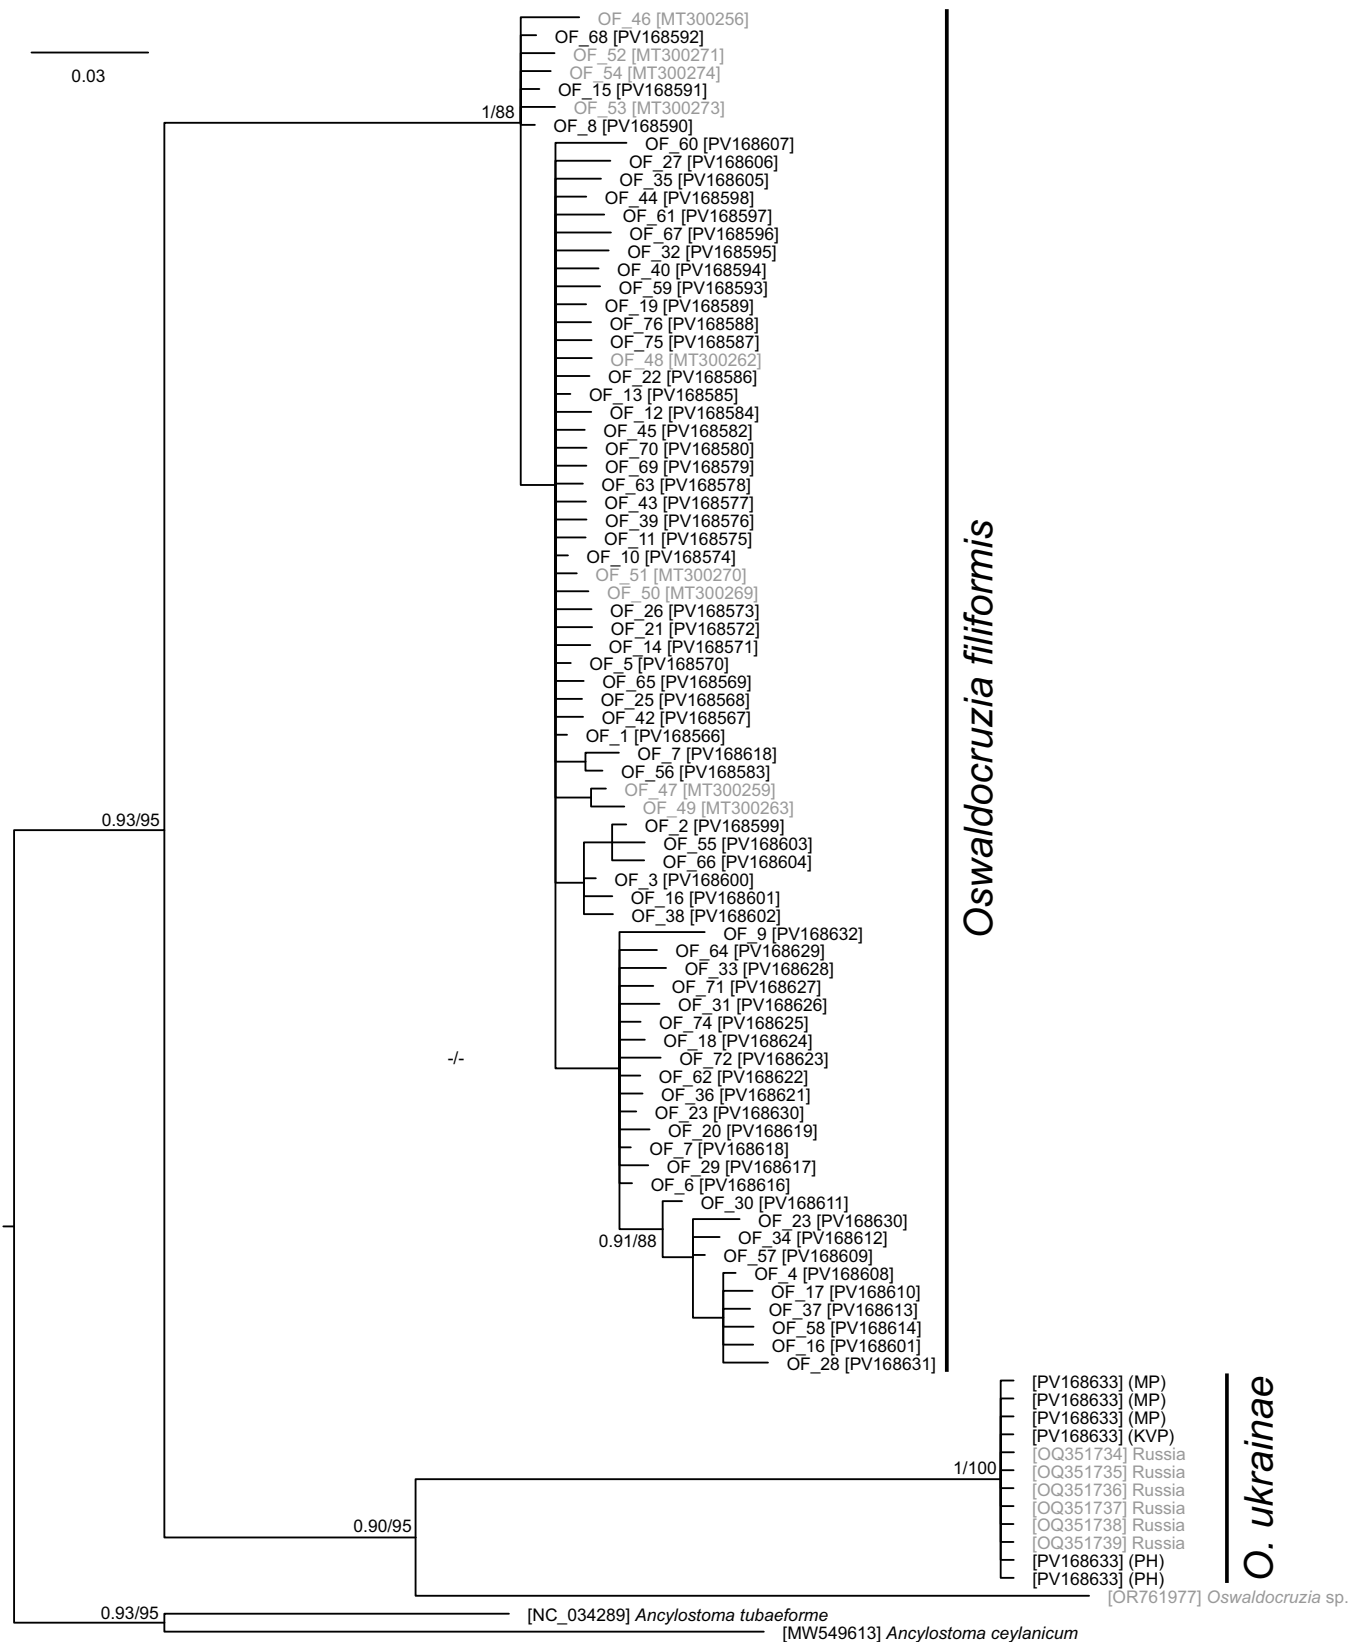 OF_46 [MT300256]
OF_68 [PV168592]
0.03
OF_52 [MT300271]
OF_54 [MT300274]
OF_15 [PV168591]
OF_53 [MT300273]
1/88
OF_8 [PV168590]
OF_60 [PV168607]
OF_27 [PV168606]
OF_35 [PV168605]
OF_44 [PV168598]
OF_61 [PV168597]
OF_67 [PV168596]
OF_32 [PV168595]
OF_40 [PV168594]
OF_59 [PV168593]
OF_19 [PV168589]
OF_76 [PV168588]
OF_75 [PV168587]
OF_48 [MT300262]
OF_22 [PV168586]
OF_13 [PV168585]
OF_12 [PV168584]
OF_45 [PV168582]
OF_70 [PV168580]
OF_69 [PV168579]
OF_63 [PV168578]
OF_43 [PV168577]
OF_39 [PV168576]
OF_11 [PV168575]
OF_10 [PV168574]
OF_51 [MT300270]
OF_50 [MT300269]
OF_26 [PV168573]
OF_21 [PV168572]
OF_14 [PV168571]
OF_5 [PV168570]
OF_65 [PV168569]
OF_25 [PV168568]
OF_42 [PV168567]
OF_1 [PV168566]
OF_7 [PV168618]
OF_56 [PV168583]
OF_47 [MT300259]
OF_49 [MT300263]
0.93/95
OF_2 [PV168599]
OF_55 [PV168603]
OF_66 [PV168604]
OF_3 [PV168600]
OF_16 [PV168601]
OF_38 [PV168602]
OF_9 [PV168632]
OF_64 [PV168629]
OF_33 [PV168628]
OF_71 [PV168627]
OF_31 [PV168626]
OF_74 [PV168625]
OF_18 [PV168624]
-/-
OF_72 [PV168623]
OF_62 [PV168622]
OF_36 [PV168621]
OF_23 [PV168630]
OF_20 [PV168619]
OF_7 [PV168618]
OF_29 [PV168617]
OF_6 [PV168616]
OF_30 [PV168611]
OF_23 [PV168630]
OF_34 [PV168612]
0.91/88
OF_57 [PV168609]
OF_4 [PV168608]
OF_17 [PV168610]
OF_37 [PV168613]
OF_58 [PV168614]
OF_16 [PV168601]
OF_28 [PV168631]
Oswaldocruzia filiformis
[PV168633] (MP)
[PV168633] (MP)
[PV168633] (MP)
[PV168633] (KVP)
[OQ351734] Russia
1/100
[OQ351735] Russia
[OQ351736] Russia
[OQ351737] Russia
[OQ351738] Russia
0.90/95
[OQ351739] Russia
[PV168633] (PH)
[PV168633] (PH)
O. ukrainae
[OR761977] Oswaldocruzia sp.
0.93/95
[NC_034289] Ancylostoma tubaeforme
[MW549613] Ancylostoma ceylanicum